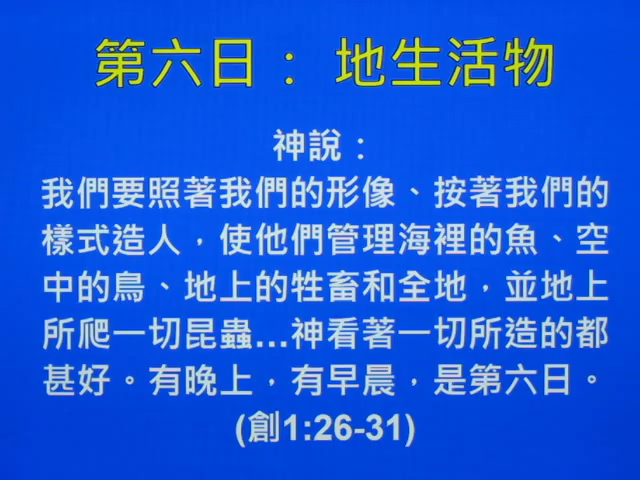 第六日： 地生活物
神說：
我們要照著我們的形像、按著我們的
樣式造人，使他們管理海裡的魚、空
中的鳥、地上的牲畜和全地，並地上
所爬一切昆蟲...神看著一切所造的都
甚好。有晚上，有早晨，是第六日。
(創1:26-31)